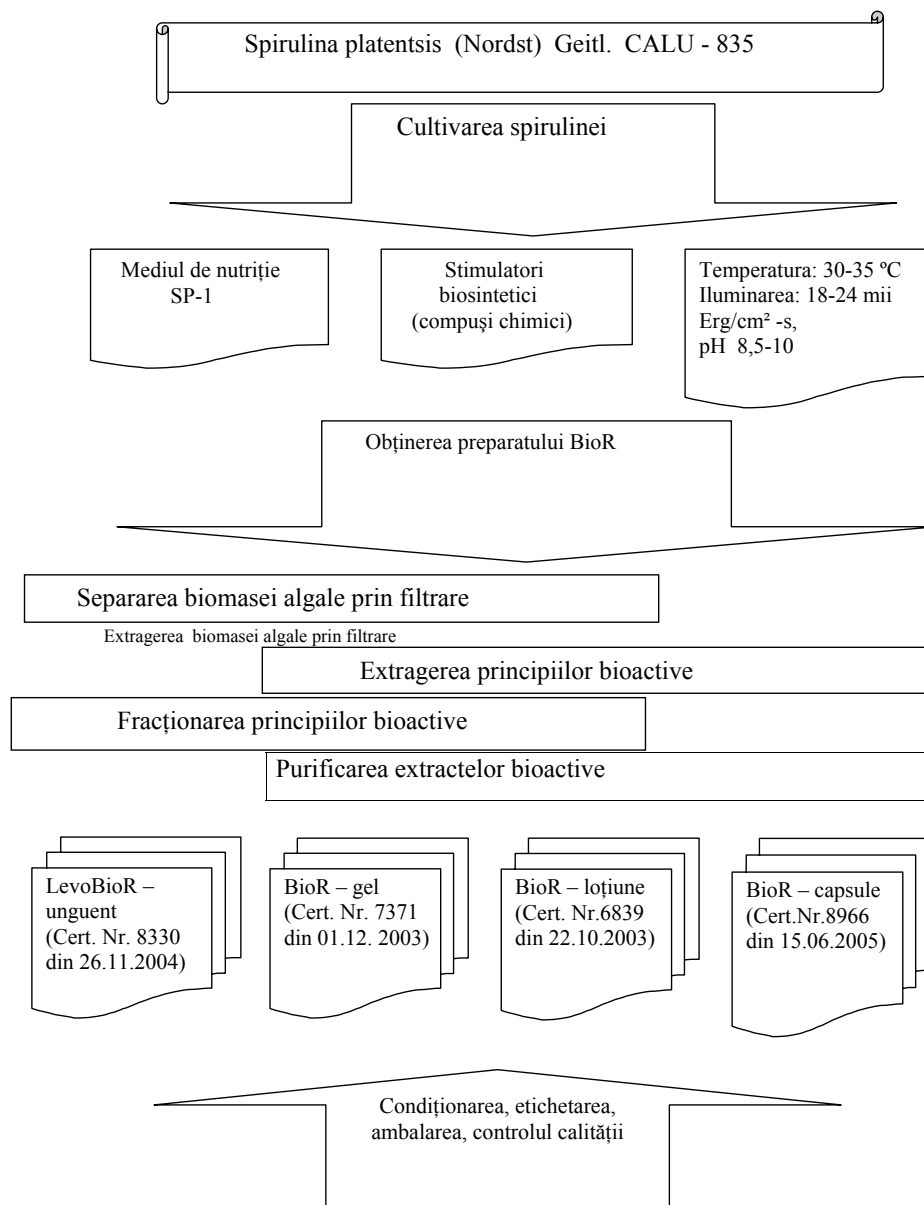 Spirulina platentsis (Nordst) Geitl. CALU - 835
Cultivarea spirulinei
Mediul de nutriție
SP-1
Stimulatori
biosintetici
(compuşi chimici)
Temperatura: 30-35 ºC
Iluminarea: 18-24 mii
Erg/cm² -s,
pH 8,5-10
Obținerea preparatului BioR
Separarea biomasei algale prin filtrare
Extragerea biomasei algale prin filtrare
Extragerea principiilor bioactive
Fracționarea principiilor bioactive
Purificarea extractelor bioactive
LevoBioR –
unguent
(Cert. Nr. 8330
din 26.11.2004)
BioR – gel
(Cert. Nr. 7371
din 01.12. 2003)
BioR – loțiune
(Cert. Nr.6839
din 22.10.2003)
BioR – capsule
(Cert.Nr.8966
din 15.06.2005)
Condiționarea, etichetarea,
ambalarea, controlul calității